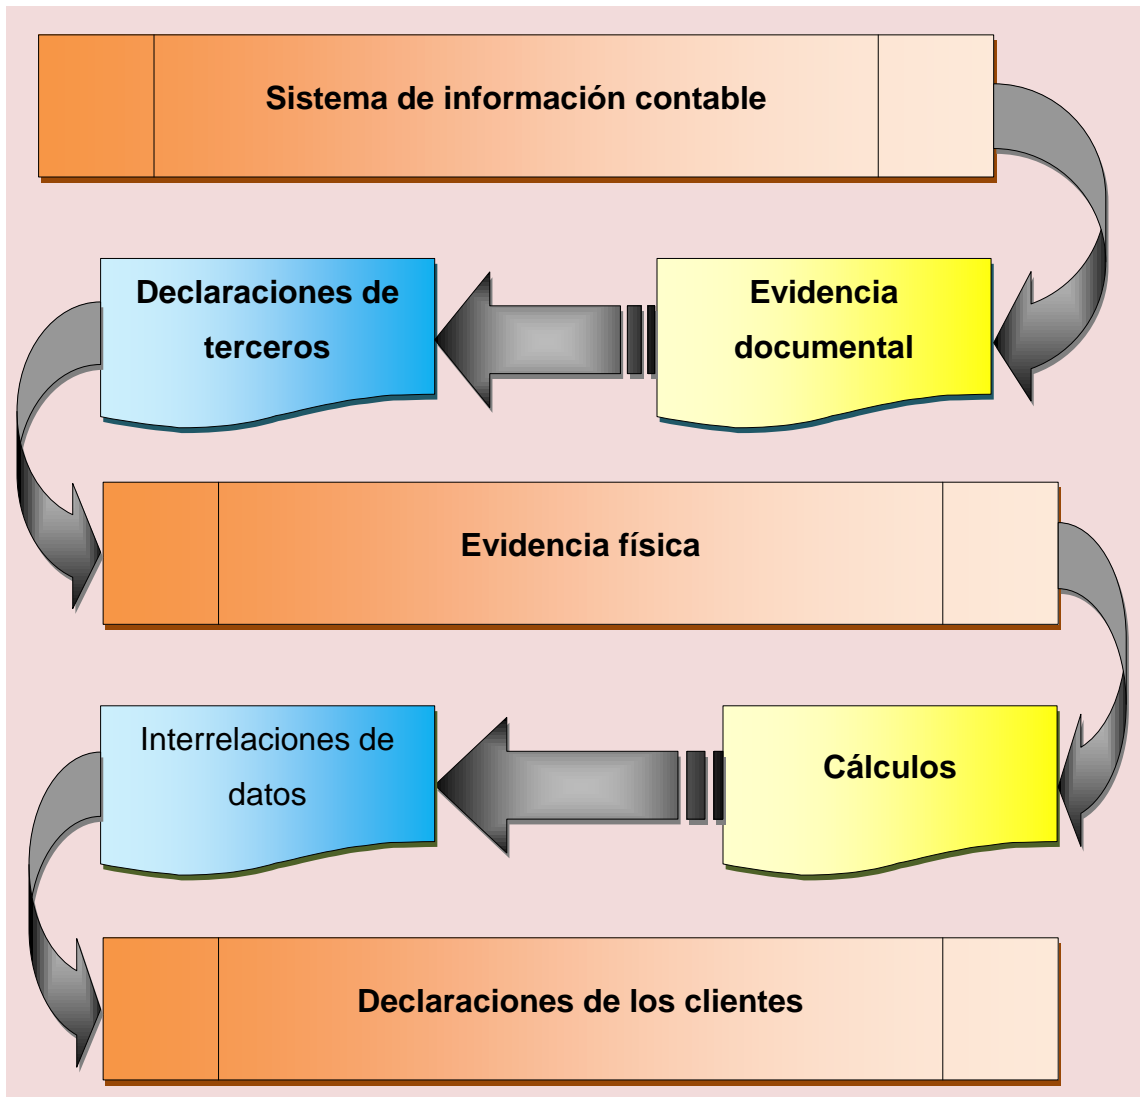 Sistema de información contable
Declaraciones de
terceros
Evidencia
documental
Evidencia física
Interrelaciones de
datos
Cálculos
Declaraciones de los clientes